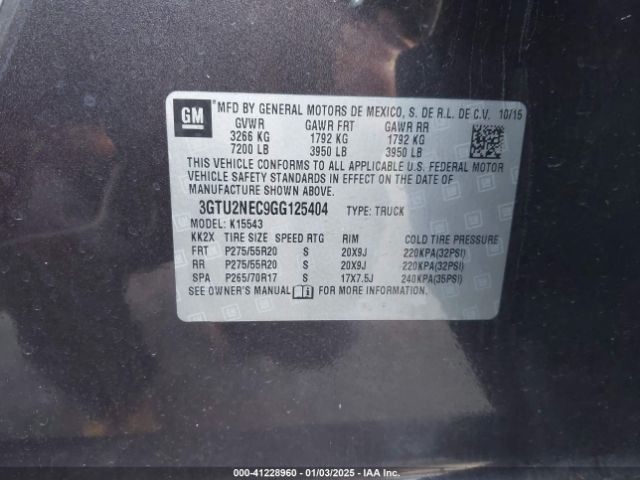 GM
MFD BY GENERAL MOTORS DE MEXICO, S. DE R.L. DE C.V. 10/15
GVWR GAWR FRT GAWR RR
3266 KG 1792 KG 1792 KG
7200 LB 3950 LB 3950 LB
THIS VEHICLE CONFORMS TO ALL APPLICABLE U.S. FEDERAL MOTOR
VEHICLE SAFETY STANDARDS IN EFFECT ON THE DATE OF
MANUFACTURE SHOWN ABOVE.
3GTU2NEC9GG125404 TYPE: TRUCK
MODEL: K15543
KK2X TIRE SIZE SPEED RTG RIM COLD TIRE PRESSURE
FRT P275/55R20 S 20X9J 220KPA(32PSI)
RR P275/55R20 S 20X9J 220KPA(32PSI)
SPA P265/70R17 S 17X7.5J 240KPA(35PSI)
SEE OWNER'S MANUAL FOR MORE INFORMATION.
000-41228960 - 01/03/2025 - IAA Inc.